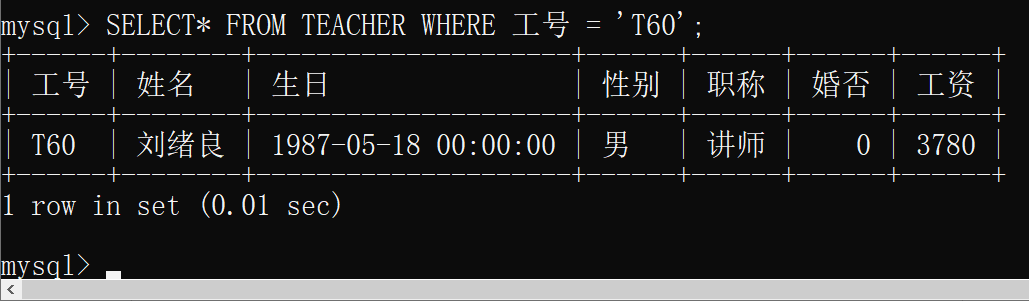 mysql> SELECT* FROM TEACHER WHERE 工号 = 'T60';
+------+--------+---------------------+------+------+------+------+
| 工号 | 姓名   | 生日                | 性别 | 职称 | 婚否 | 工资 |
+------+--------+---------------------+------+------+------+------+
| T60  | 刘绪良 | 1987-05-18 00:00:00 | 男   | 讲师 |    0 | 3780 |
+------+--------+---------------------+------+------+------+------+
1 row in set (0.01 sec)
mysql>